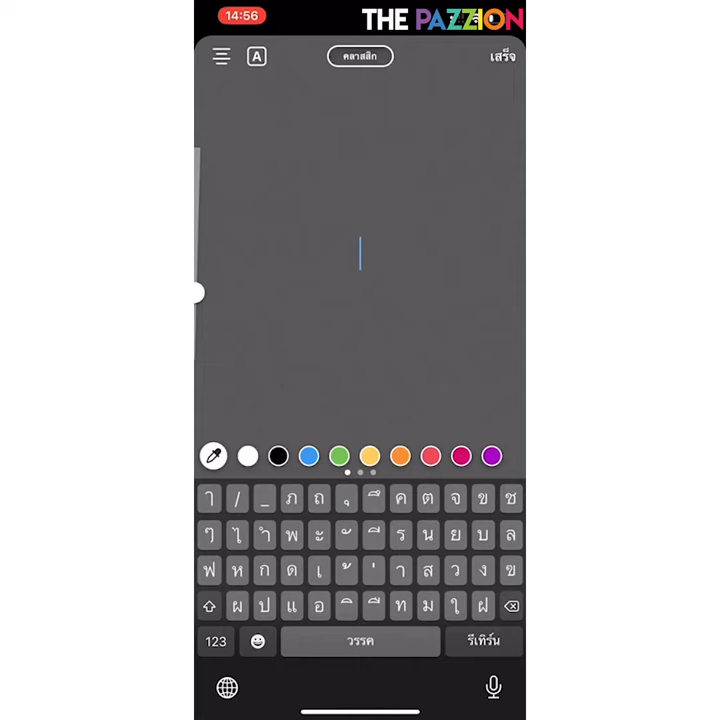 14:56
THE PAZZION
A
คลาสสิก
เสร็จ
ๅ / _ ภ ถ ุ ึ ค ต จ ข ช
ๆ ไ ำ พ ะ ั ี ร น ย บ ล
ฟ ห ก ด เ ้ ่ า ส ว ง ข
ผ ป แ อ ิ ื ท ม ใ ฝ
123 วรรค รีเทิร์น